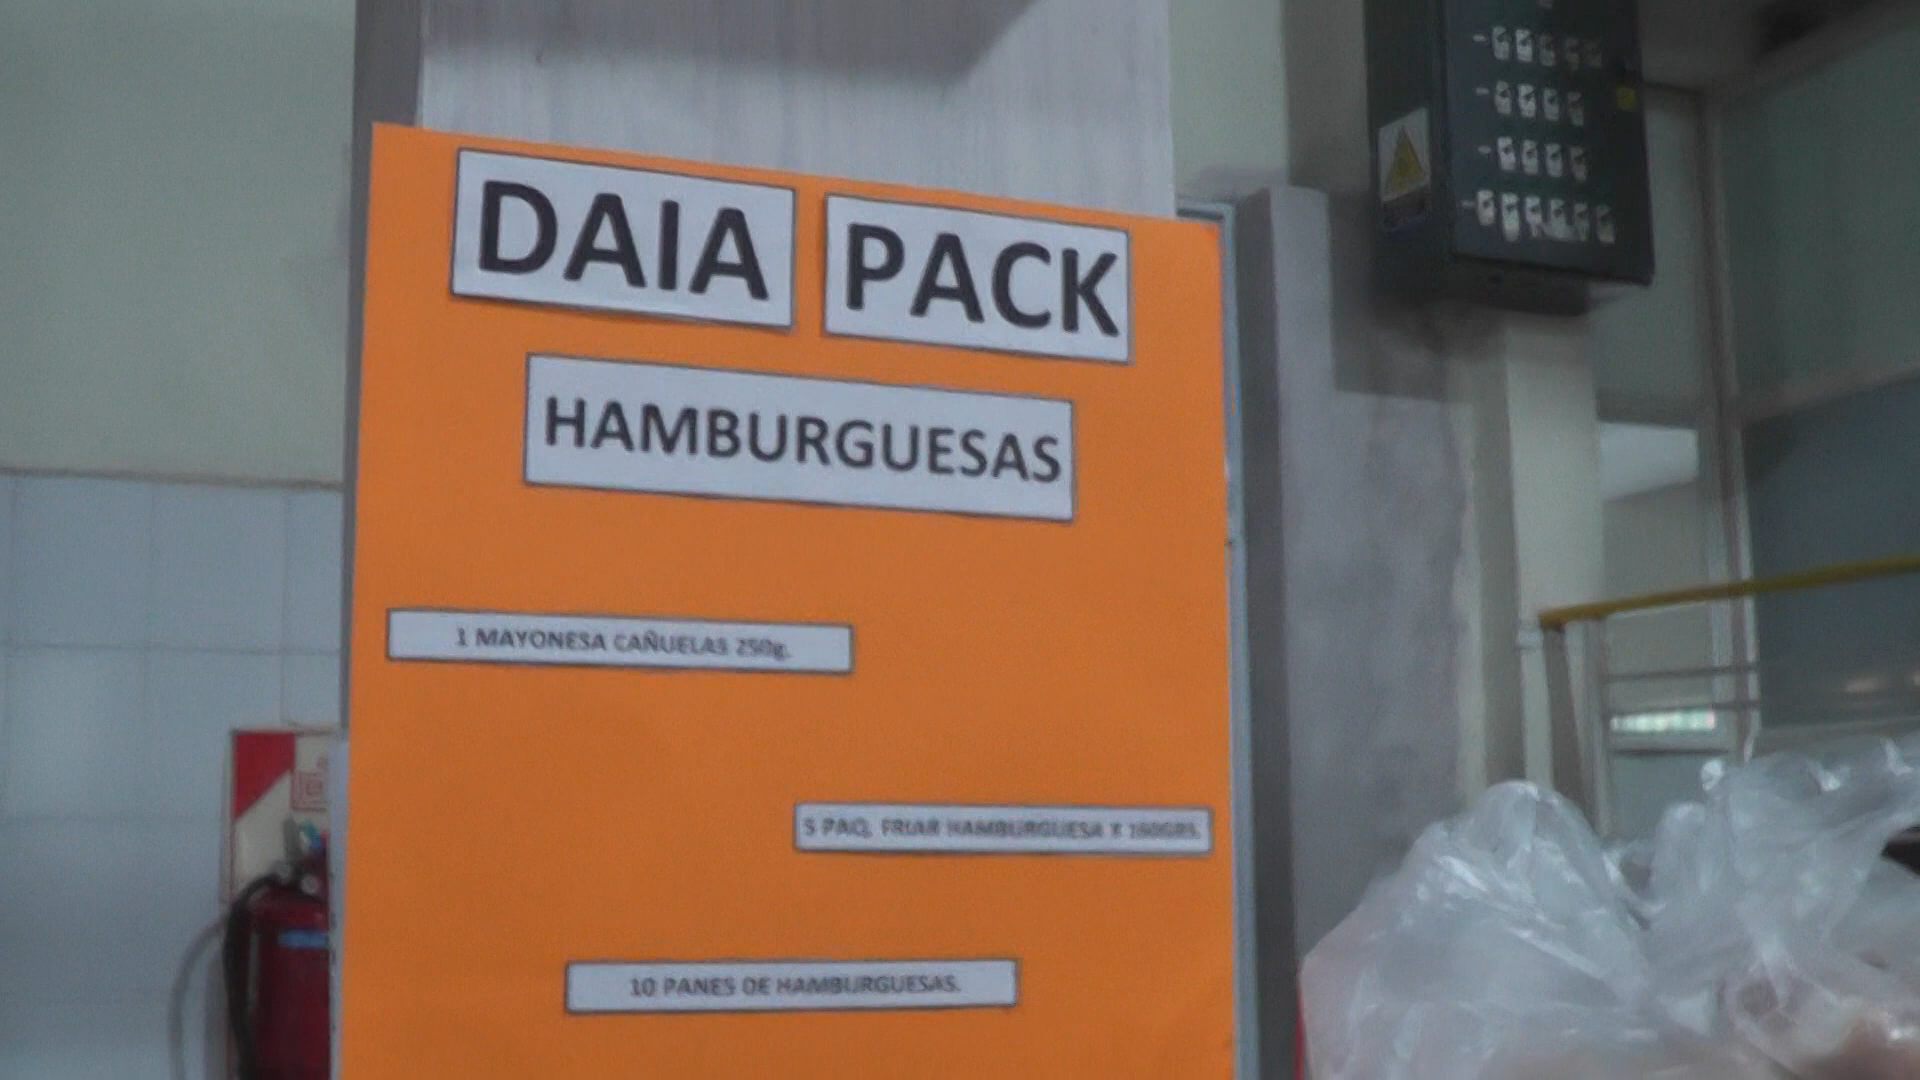 DAIA PACK
HAMBURGUESAS
1 MAYONESA CAÑUELAS 250g.
5 PAQ. FRIAR HAMBURGUESA X 160GRS.
10 PANES DE HAMBURGUESAS.